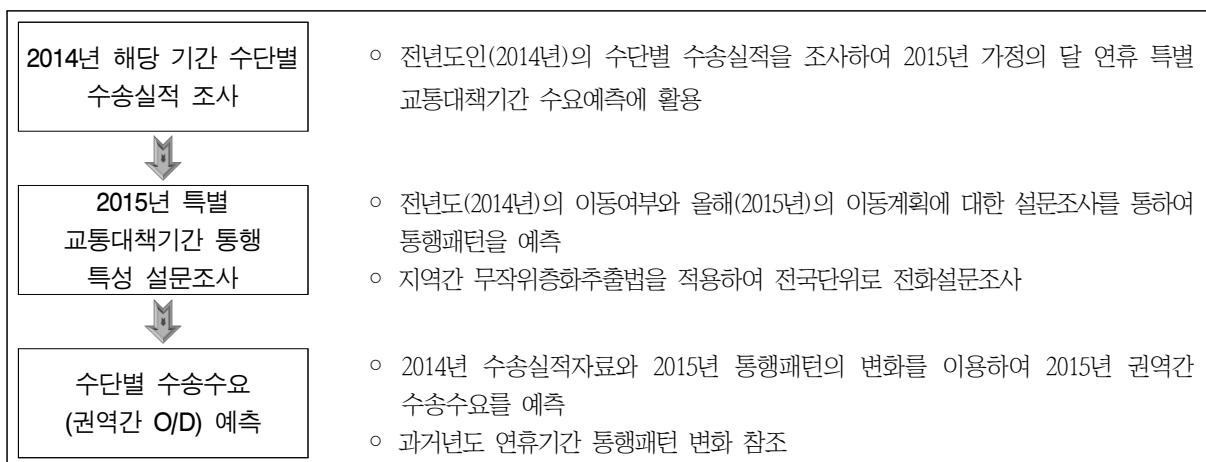 2014년 해당 기간 수단별
수송실적 조사
○ 전년도인(2014년)의 수단별 수송실적을 조사하여 2015년 가정의 달 연휴 특별
교통대책기간 수요예측에 활용
2015년 특별
교통대책기간 통행
특성 설문조사
○ 전년도(2014년)의 이동여부와 올해(2015년)의 이동계획에 대한 설문조사를 통하여
통행패턴을 예측
○ 지역간 무작위층화추출법을 적용하여 전국단위로 전화설문조사
수단별 수송수요
(권역간 O/D) 예측
○ 2014년 수송실적자료와 2015년 통행패턴의 변화를 이용하여 2015년 권역간
수송수요를 예측
○ 과거년도 연휴기간 통행패턴 변화 참조